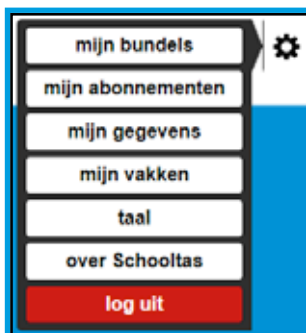 mijn bundels
mijn abonnementen
mijn gegevens
mijn vakken
taal
over Schooltas
log uit